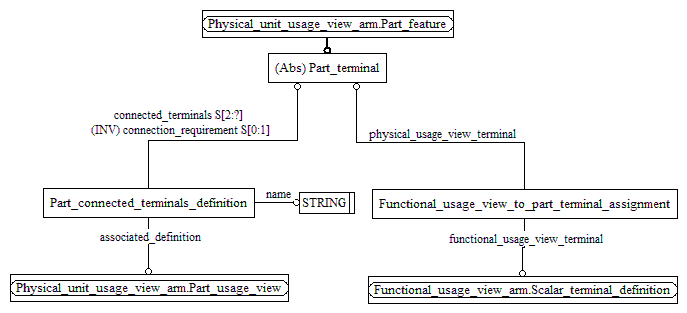 Physical_unit_usage_view_arm.Part_feature
(Abs) Part_terminal
connected_terminals S[2:?]
(INV) connection_requirement S[0:1]
physical_usage_view_terminal
Part_connected_terminals_definition
name
STRING
Functional_usage_view_to_part_terminal_assignment
associated_definition
functional_usage_view_terminal
Physical_unit_usage_view_arm.Part_usage_view
Functional_usage_view_arm.Scalar_terminal_definition